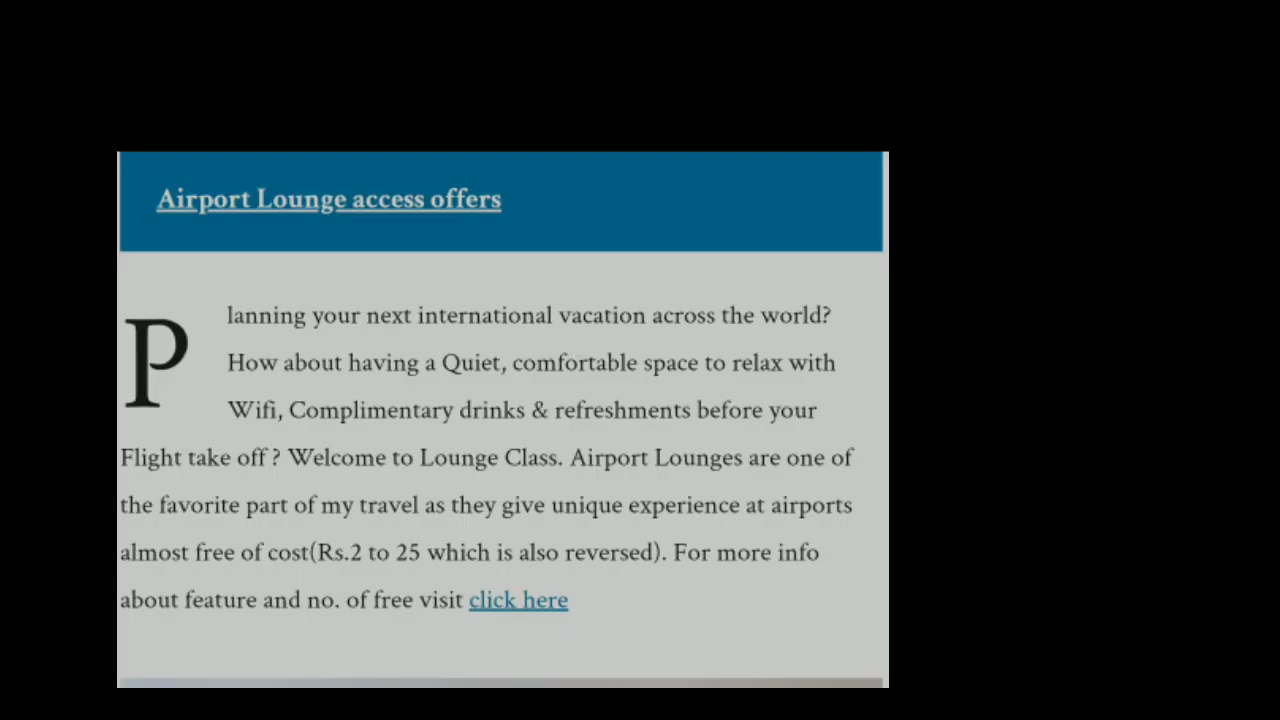 Airport Lounge access offers
Planning your next international vacation across the world?
How about having a Quiet, comfortable space to relax with
Wifi, Complimentary drinks & refreshments before your
Flight take off ? Welcome to Lounge Class. Airport Lounges are one of
the favorite part of my travel as they give unique experience at airports
almost free of cost(Rs.2 to 25 which is also reversed). For more info
about feature and no. of free visit click here